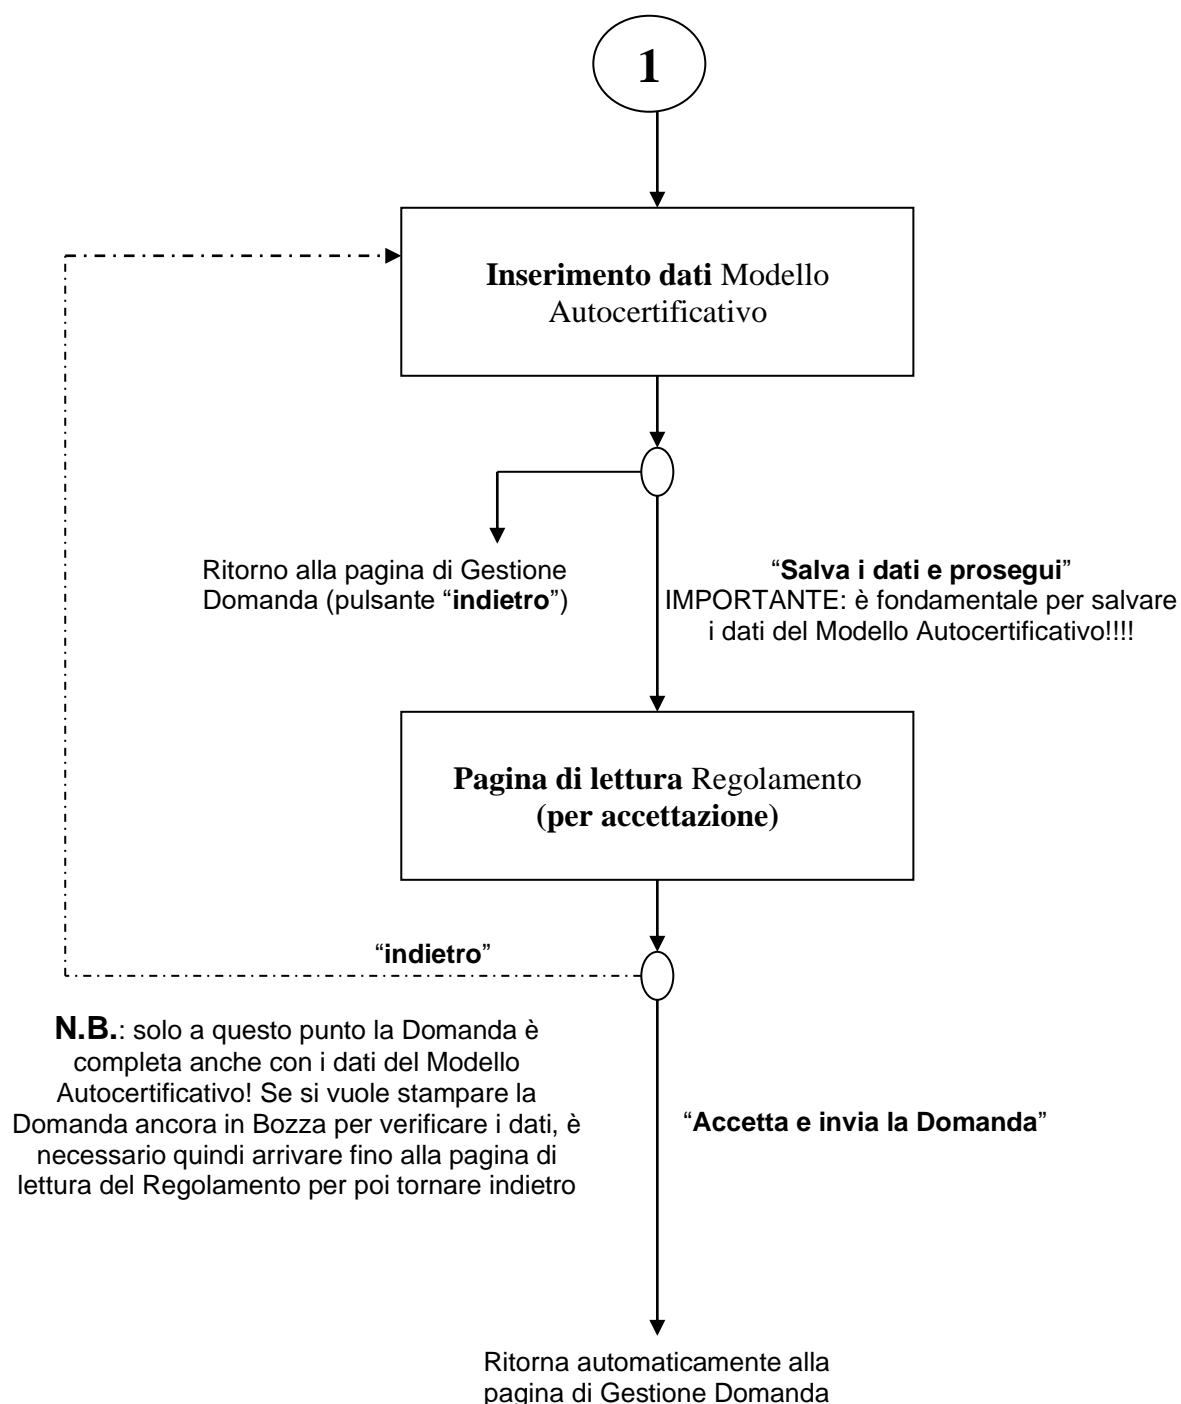 1
Inserimento dati Modello
Autocertificativo
Ritorno alla pagina di Gestione
Domanda (pulsante “indietro”)
“Salva i dati e prosegui”
IMPORTANTE: è fondamentale per salvare
i dati del Modello Autocertificativo!!!!
Pagina di lettura Regolamento
(per accettazione)
“indietro”
N.B.: solo a questo punto la Domanda è
completa anche con i dati del Modello
Autocertificativo! Se si vuole stampare la
Domanda ancora in Bozza per verificare i dati, è
necessario quindi arrivare fino alla pagina di
lettura del Regolamento per poi tornare indietro
“Accetta e invia la Domanda”
Ritorna automaticamente alla
pagina di Gestione Domanda